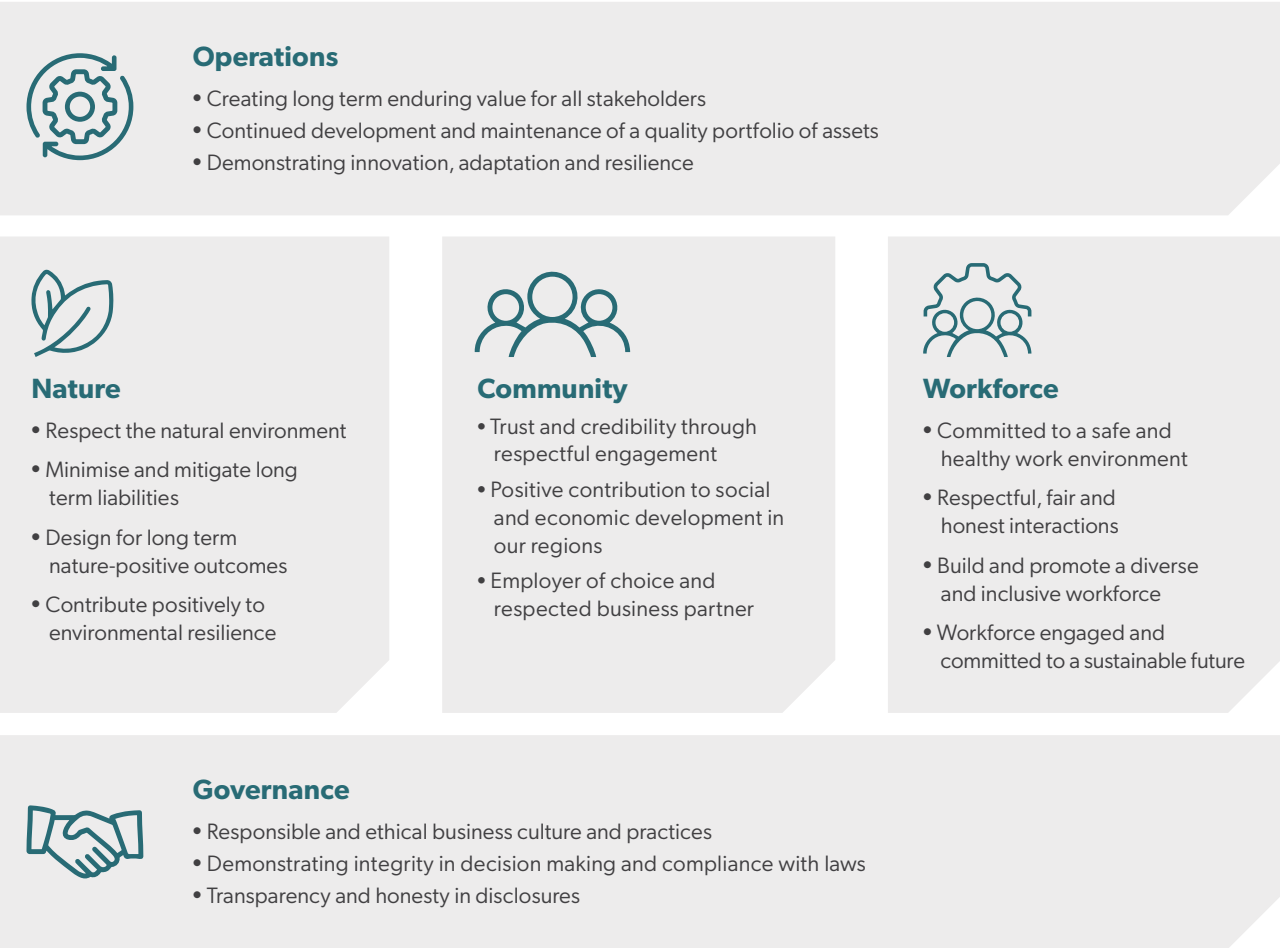 Operations
• Creating long term enduring value for all stakeholders
• Continued development and maintenance of a quality portfolio of assets
• Demonstrating innovation, adaptation and resilience
Nature
• Respect the natural environment
• Minimise and mitigate long
term liabilities
• Design for long term
nature-positive outcomes
• Contribute positively to
environmental resilience
Community
• Trust and credibility through
respectful engagement
• Positive contribution to social
and economic development in
our regions
• Employer of choice and
respected business partner
Workforce
• Committed to a safe and
healthy work environment
• Respectful, fair and
honest interactions
• Build and promote a diverse
and inclusive workforce
• Workforce engaged and
committed to a sustainable future
Governance
• Responsible and ethical business culture and practices
• Demonstrating integrity in decision making and compliance with laws
• Transparency and honesty in disclosures